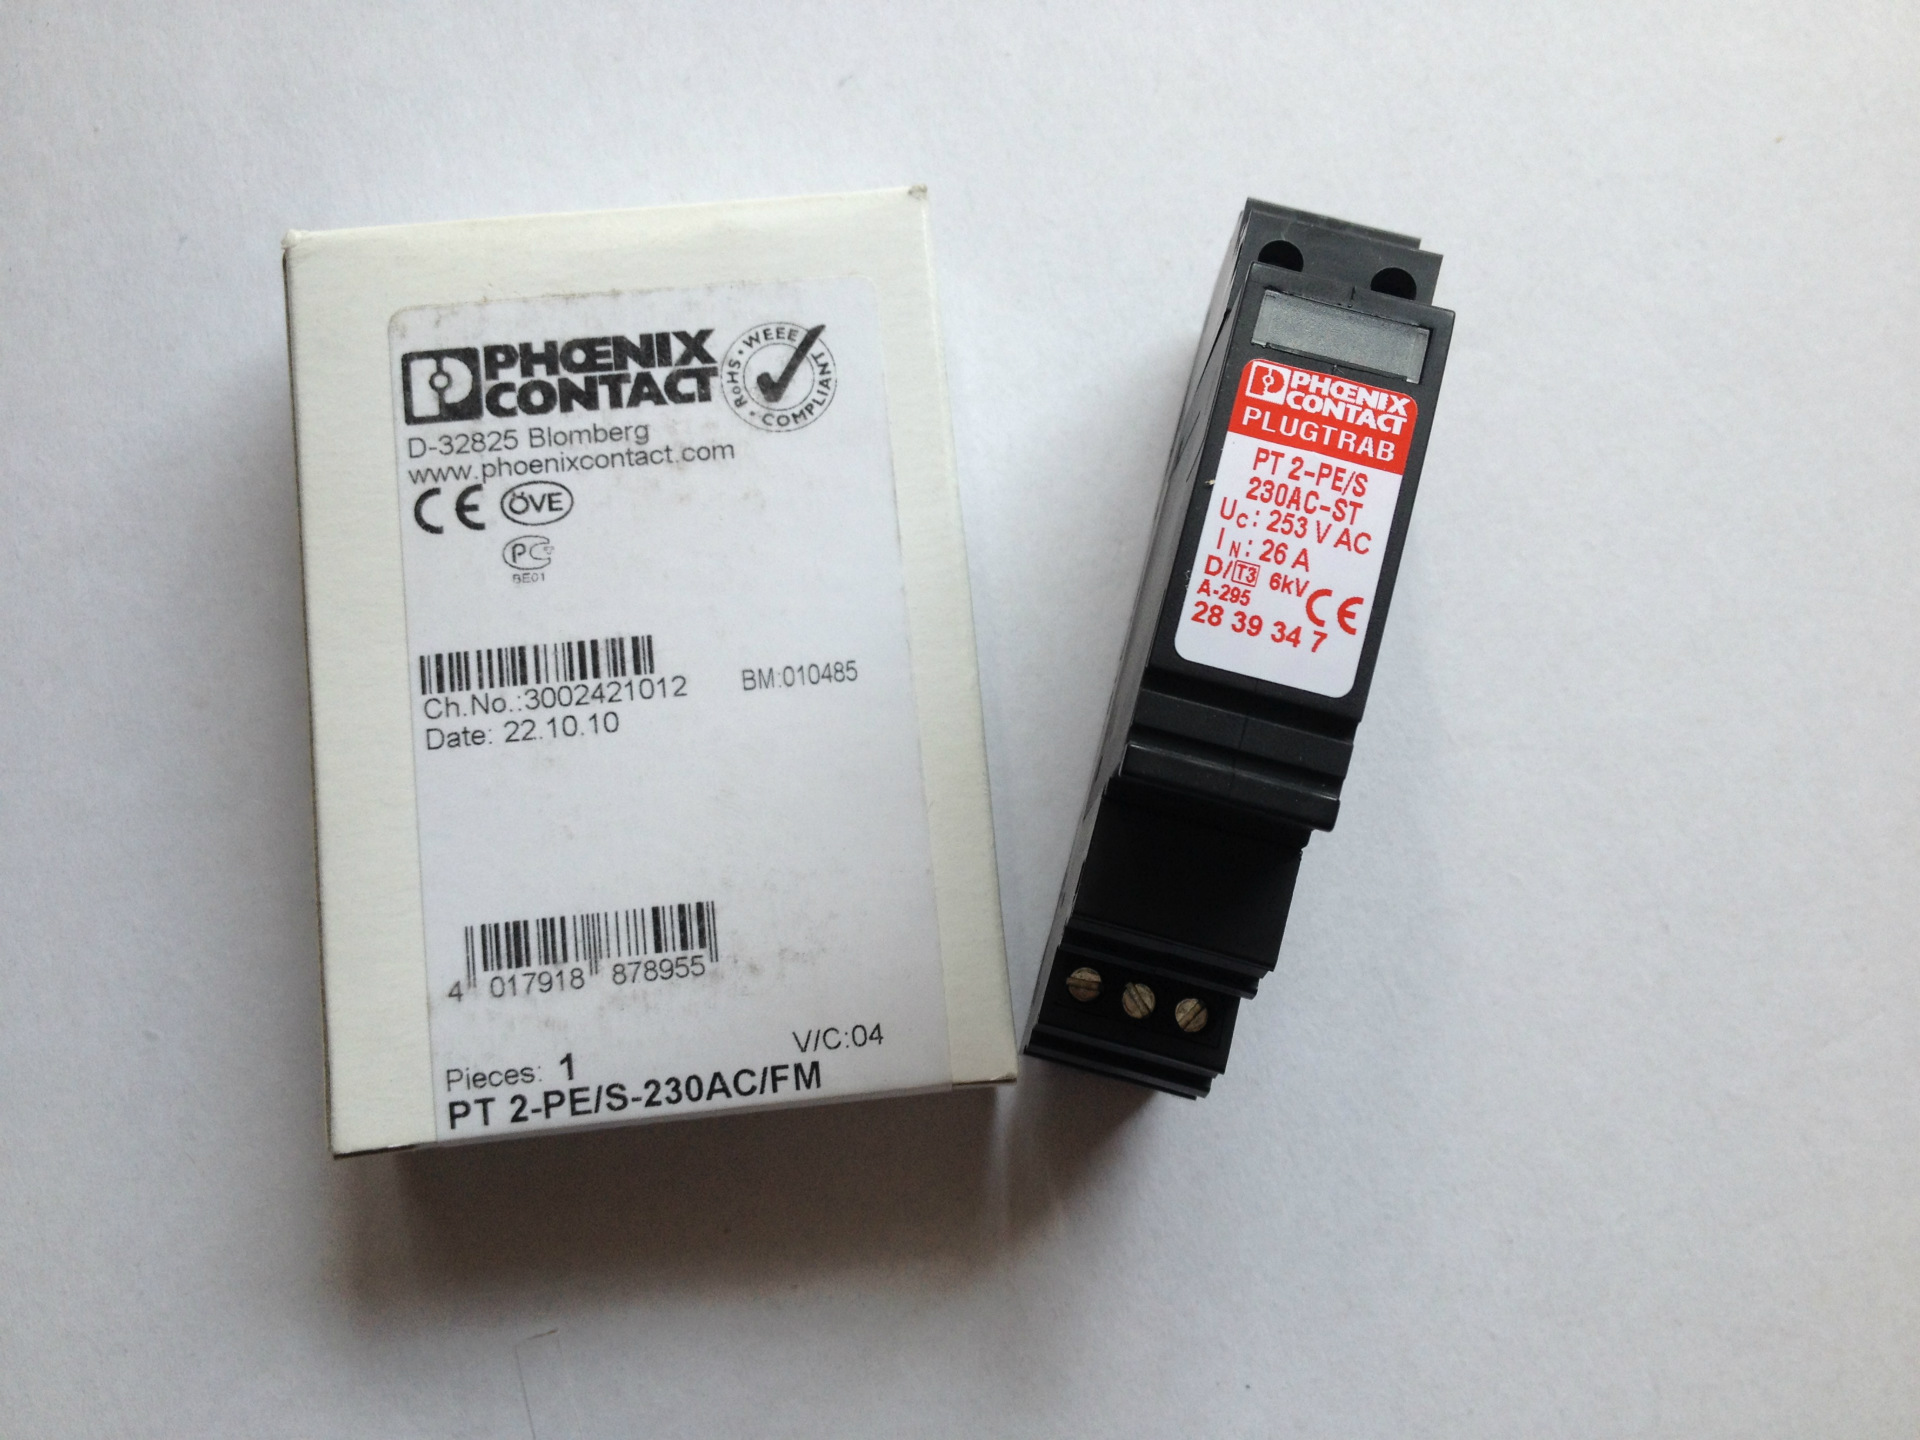 PHŒNIX
CONTACT
RoHS · WEEE · COMPLIANT
D-32825 Blomberg
www.phoenixcontact.com
CE ÖVE
PC
BE01
Ch.No.:3002421012 BM:010485
Date: 22.10.10
4 017918 878955
V/C:04
Pieces: 1
PT 2-PE/S-230AC/FM
PHŒNIX
CONTACT
PLUGTRAB
PT 2-PE/S
230AC-ST
UC: 253 V AC
IN: 26 A
D/T3 6kV
A-295 CE
28 39 34 7